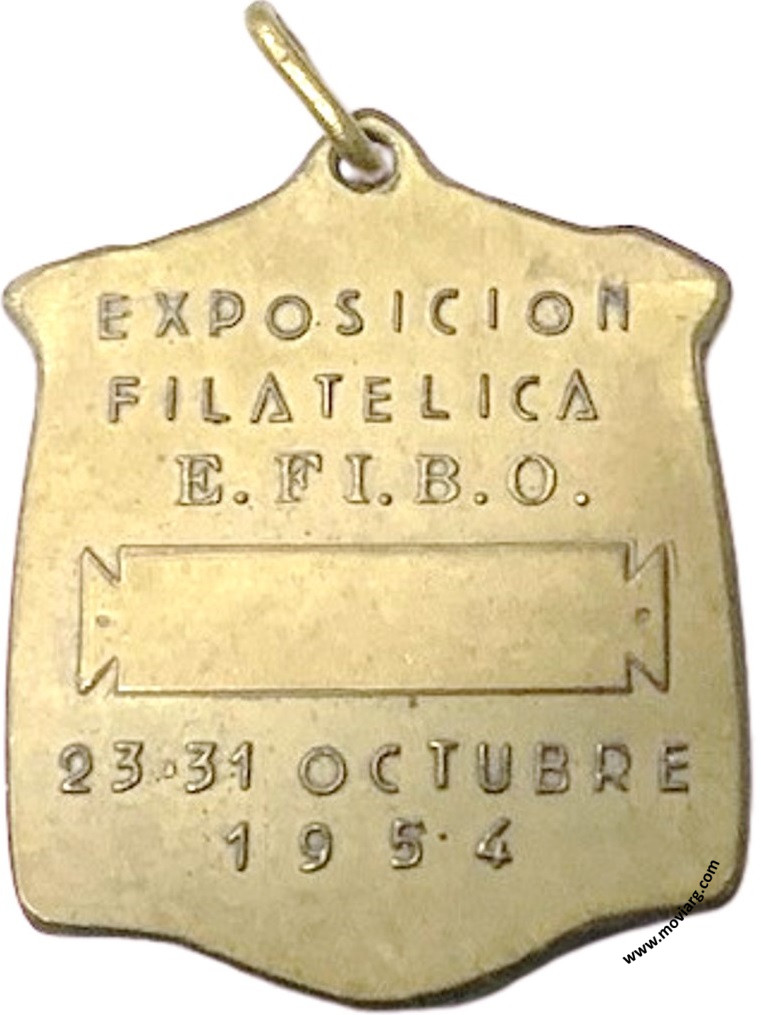 EXPOSICION
FILATELICA
E.FI.B.O.
23·31 OCTUBRE
1954
www.moviarg.com